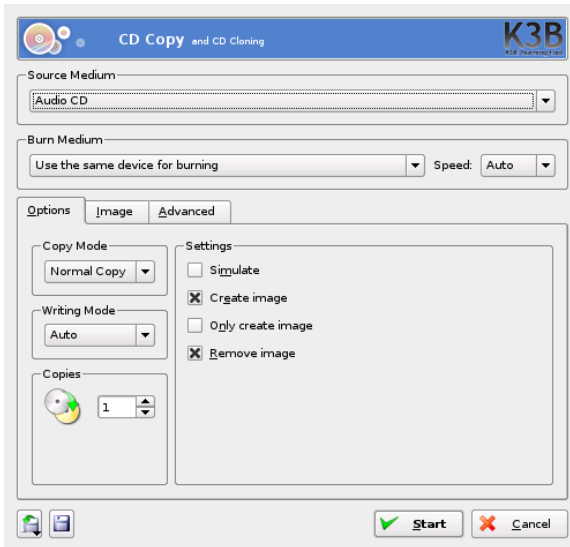 CD Copy and CD Cloning
K3B
Source Medium
Audio CD
Burn Medium
Use the same device for burning
Speed: Auto
Options Image Advanced
Copy Mode
Normal Copy
Writing Mode
Auto
Copies
1
Settings
Simulate
Create image
Only create image
Remove image
Start Cancel